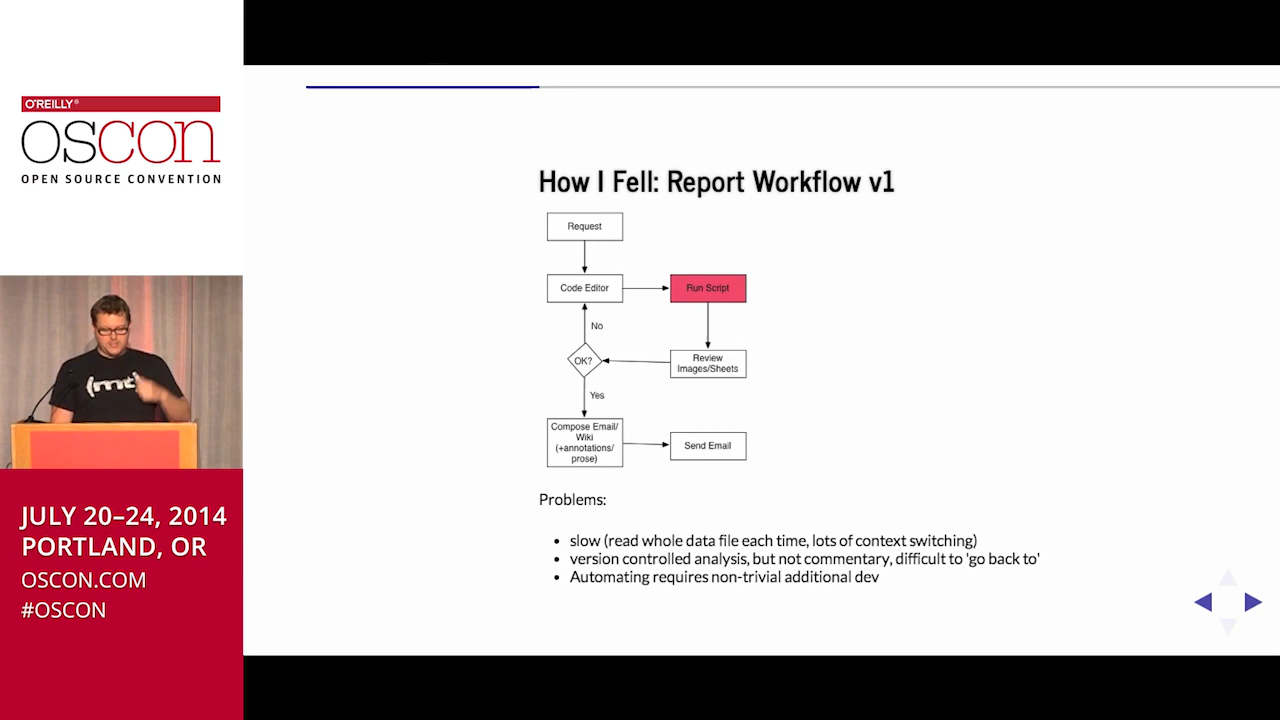 O'REILLY®
OSCON
OPEN SOURCE CONVENTION
(mt)
JULY 20–24, 2014
PORTLAND, OR
OSCON.COM
#OSCON
How I Fell: Report Workflow v1
Request
Code Editor
Run Script
No
OK?
Review
Images/Sheets
Yes
Compose Email/
Wiki
(+annotations/
prose)
Send Email
Problems:
• slow (read whole data file each time, lots of context switching)
• version controlled analysis, but not commentary, difficult to 'go back to'
• Automating requires non-trivial additional dev